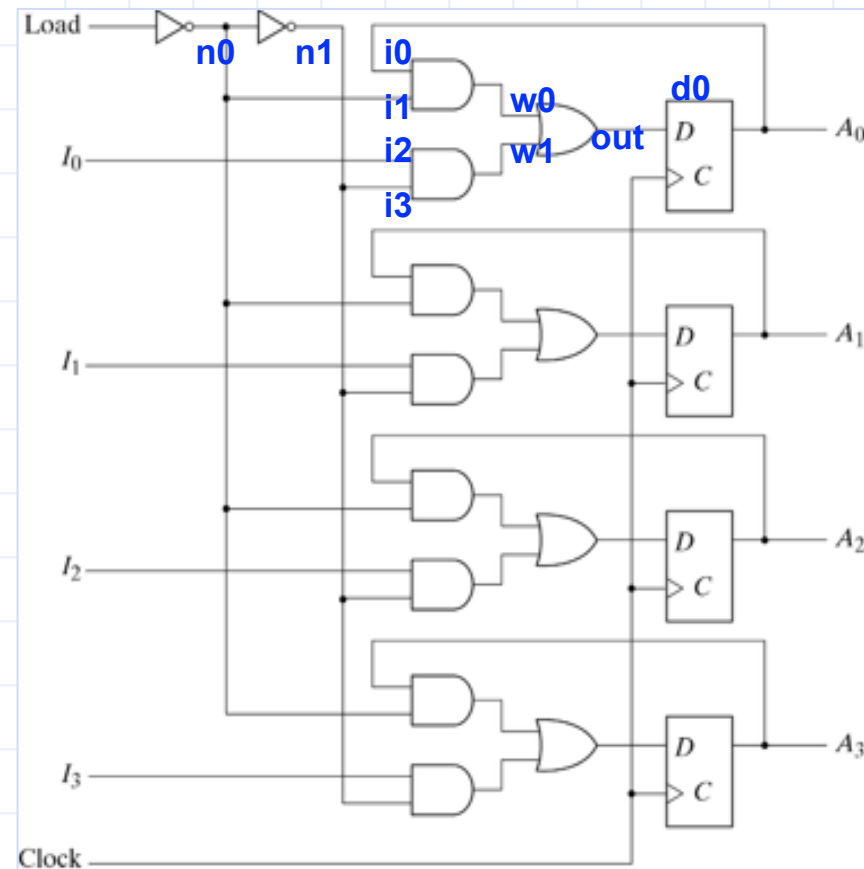 Load
n0 n1 i0
d0
i1 w0
D A₀
out
I₀ i2 w1
C
i3
D A₁
I₁
C
D A₂
I₂
C
D A₃
I₃
C
Clock